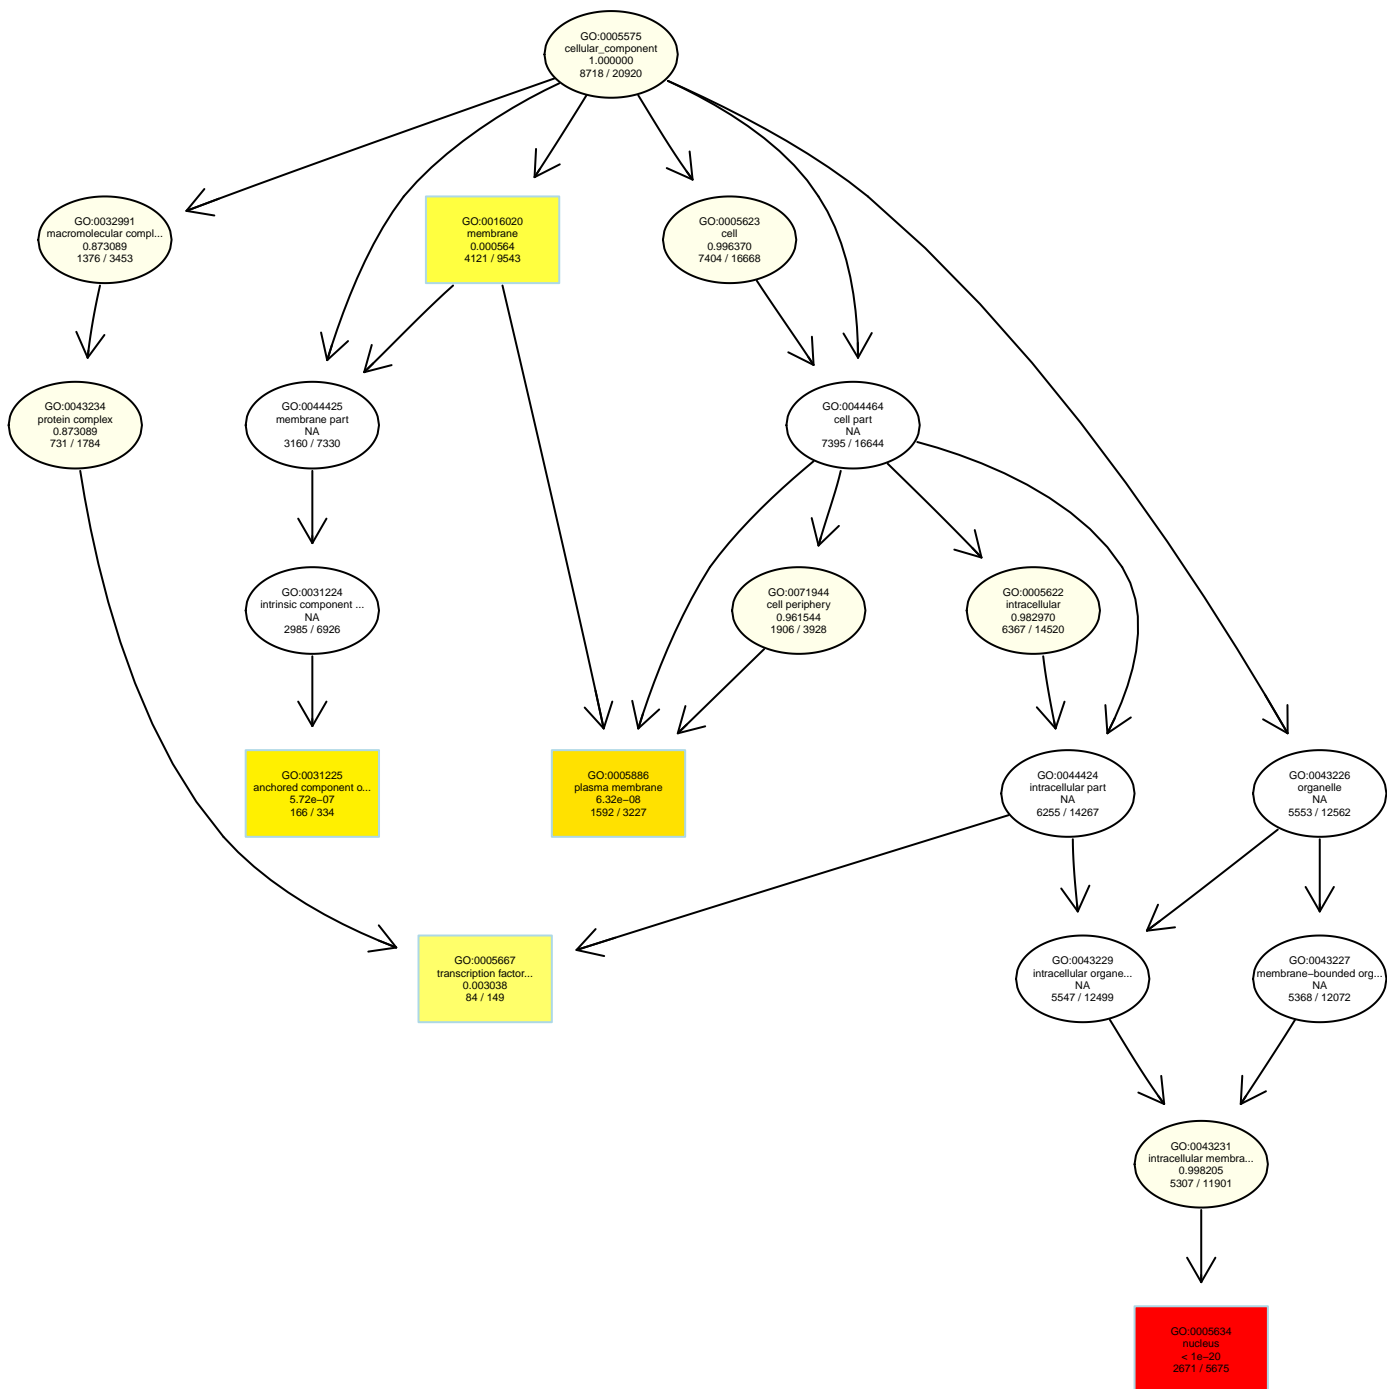 GO:0005575
cellular_component
1.000000
8718 / 20920
GO:0032991
macromolecular compl...
0.873089
1376 / 3453
GO:0016020
membrane
0.000564
4121 / 9543
GO:0005623
cell
0.996370
7404 / 16668
GO:0043234
protein complex
0.873089
731 / 1784
GO:0044425
membrane part
NA
3160 / 7330
GO:0044464
cell part
NA
7395 / 16644
GO:0031224
intrinsic component ...
NA
2985 / 6926
GO:0071944
cell periphery
0.961544
1906 / 3928
GO:0005622
intracellular
0.982970
6367 / 14520
GO:0031225
anchored component o...
5.72e−07
166 / 334
GO:0005886
plasma membrane
6.32e−08
1592 / 3227
GO:0044424
intracellular part
NA
6255 / 14267
GO:0043226
organelle
NA
5553 / 12562
GO:0005667
transcription factor...
0.003038
84 / 149
GO:0043229
intracellular organe...
NA
5547 / 12499
GO:0043227
membrane−bounded org...
NA
5368 / 12072
GO:0043231
intracellular membra...
0.998205
5307 / 11901
GO:0005634
nucleus
< 1e−20
2671 / 5675